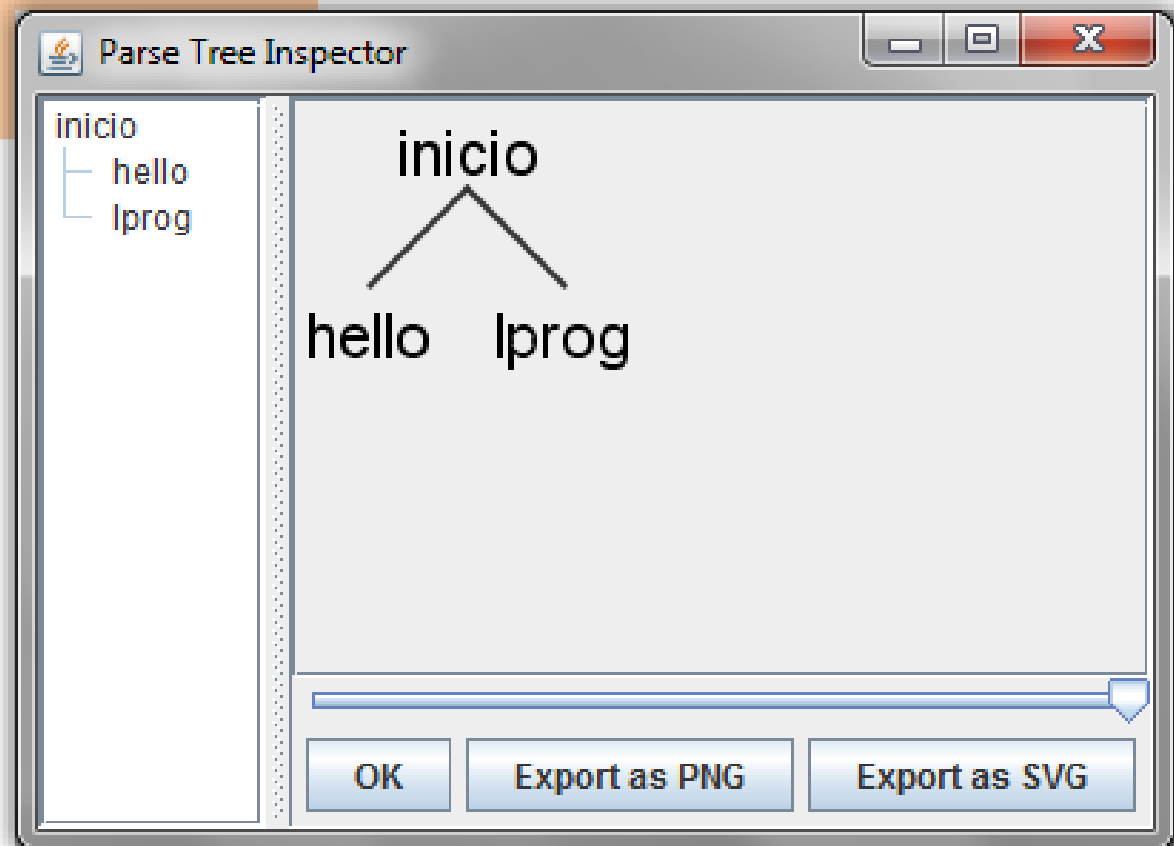 Parse Tree Inspector
inicio
hello
lprog
inicio
hello lprog
OK Export as PNG Export as SVG